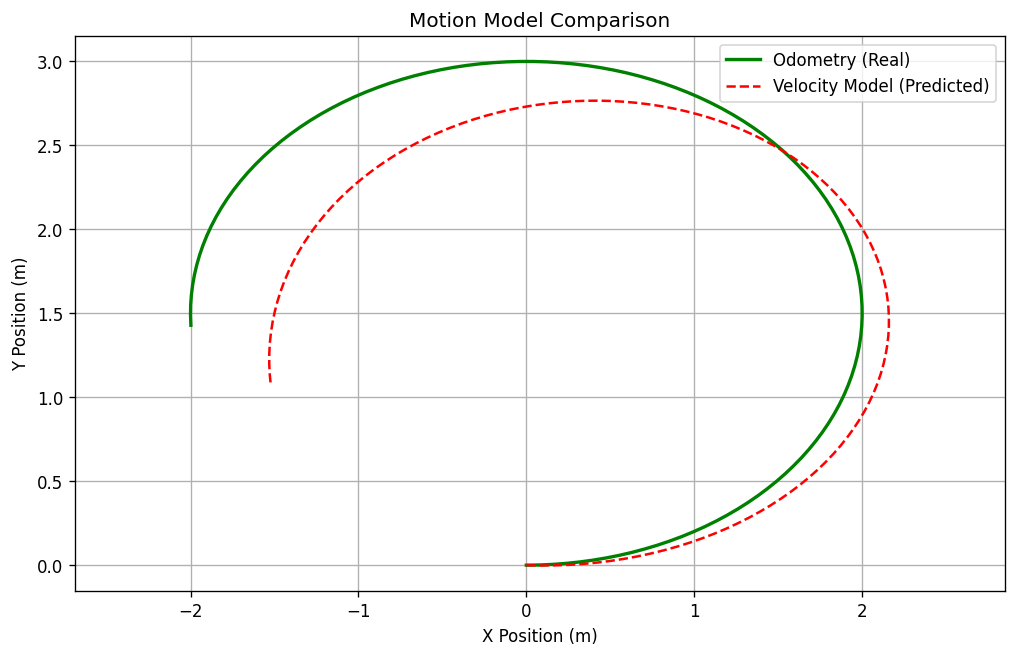 Motion Model Comparison
Odometry (Real)
Velocity Model (Predicted)
Y Position (m)
3.0
2.5
2.0
1.5
1.0
0.5
0.0
−2 −1 0 1 2
X Position (m)